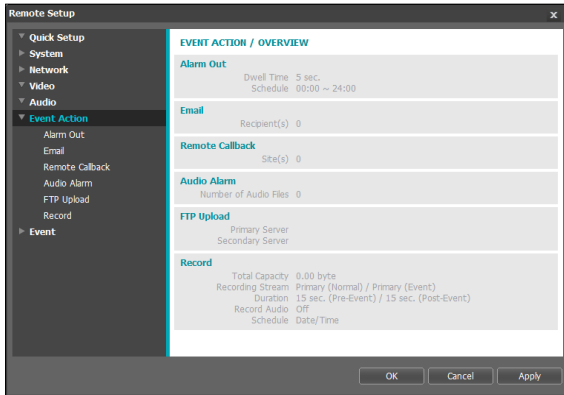 Remote Setup
x
Quick Setup
System
Network
Video
Audio
Event Action
Alarm Out
Email
Remote Callback
Audio Alarm
FTP Upload
Record
Event
EVENT ACTION / OVERVIEW
Alarm Out
Dwell Time 5 sec.
Schedule 00:00 ~ 24:00
Email
Recipient(s) 0
Remote Callback
Site(s) 0
Audio Alarm
Number of Audio Files 0
FTP Upload
Primary Server
Secondary Server
Record
Total Capacity 0.00 byte
Recording Stream Primary (Normal) / Primary (Event)
Duration 15 sec. (Pre-Event) / 15 sec. (Post-Event)
Record Audio Off
Schedule Date/Time
OK Cancel Apply